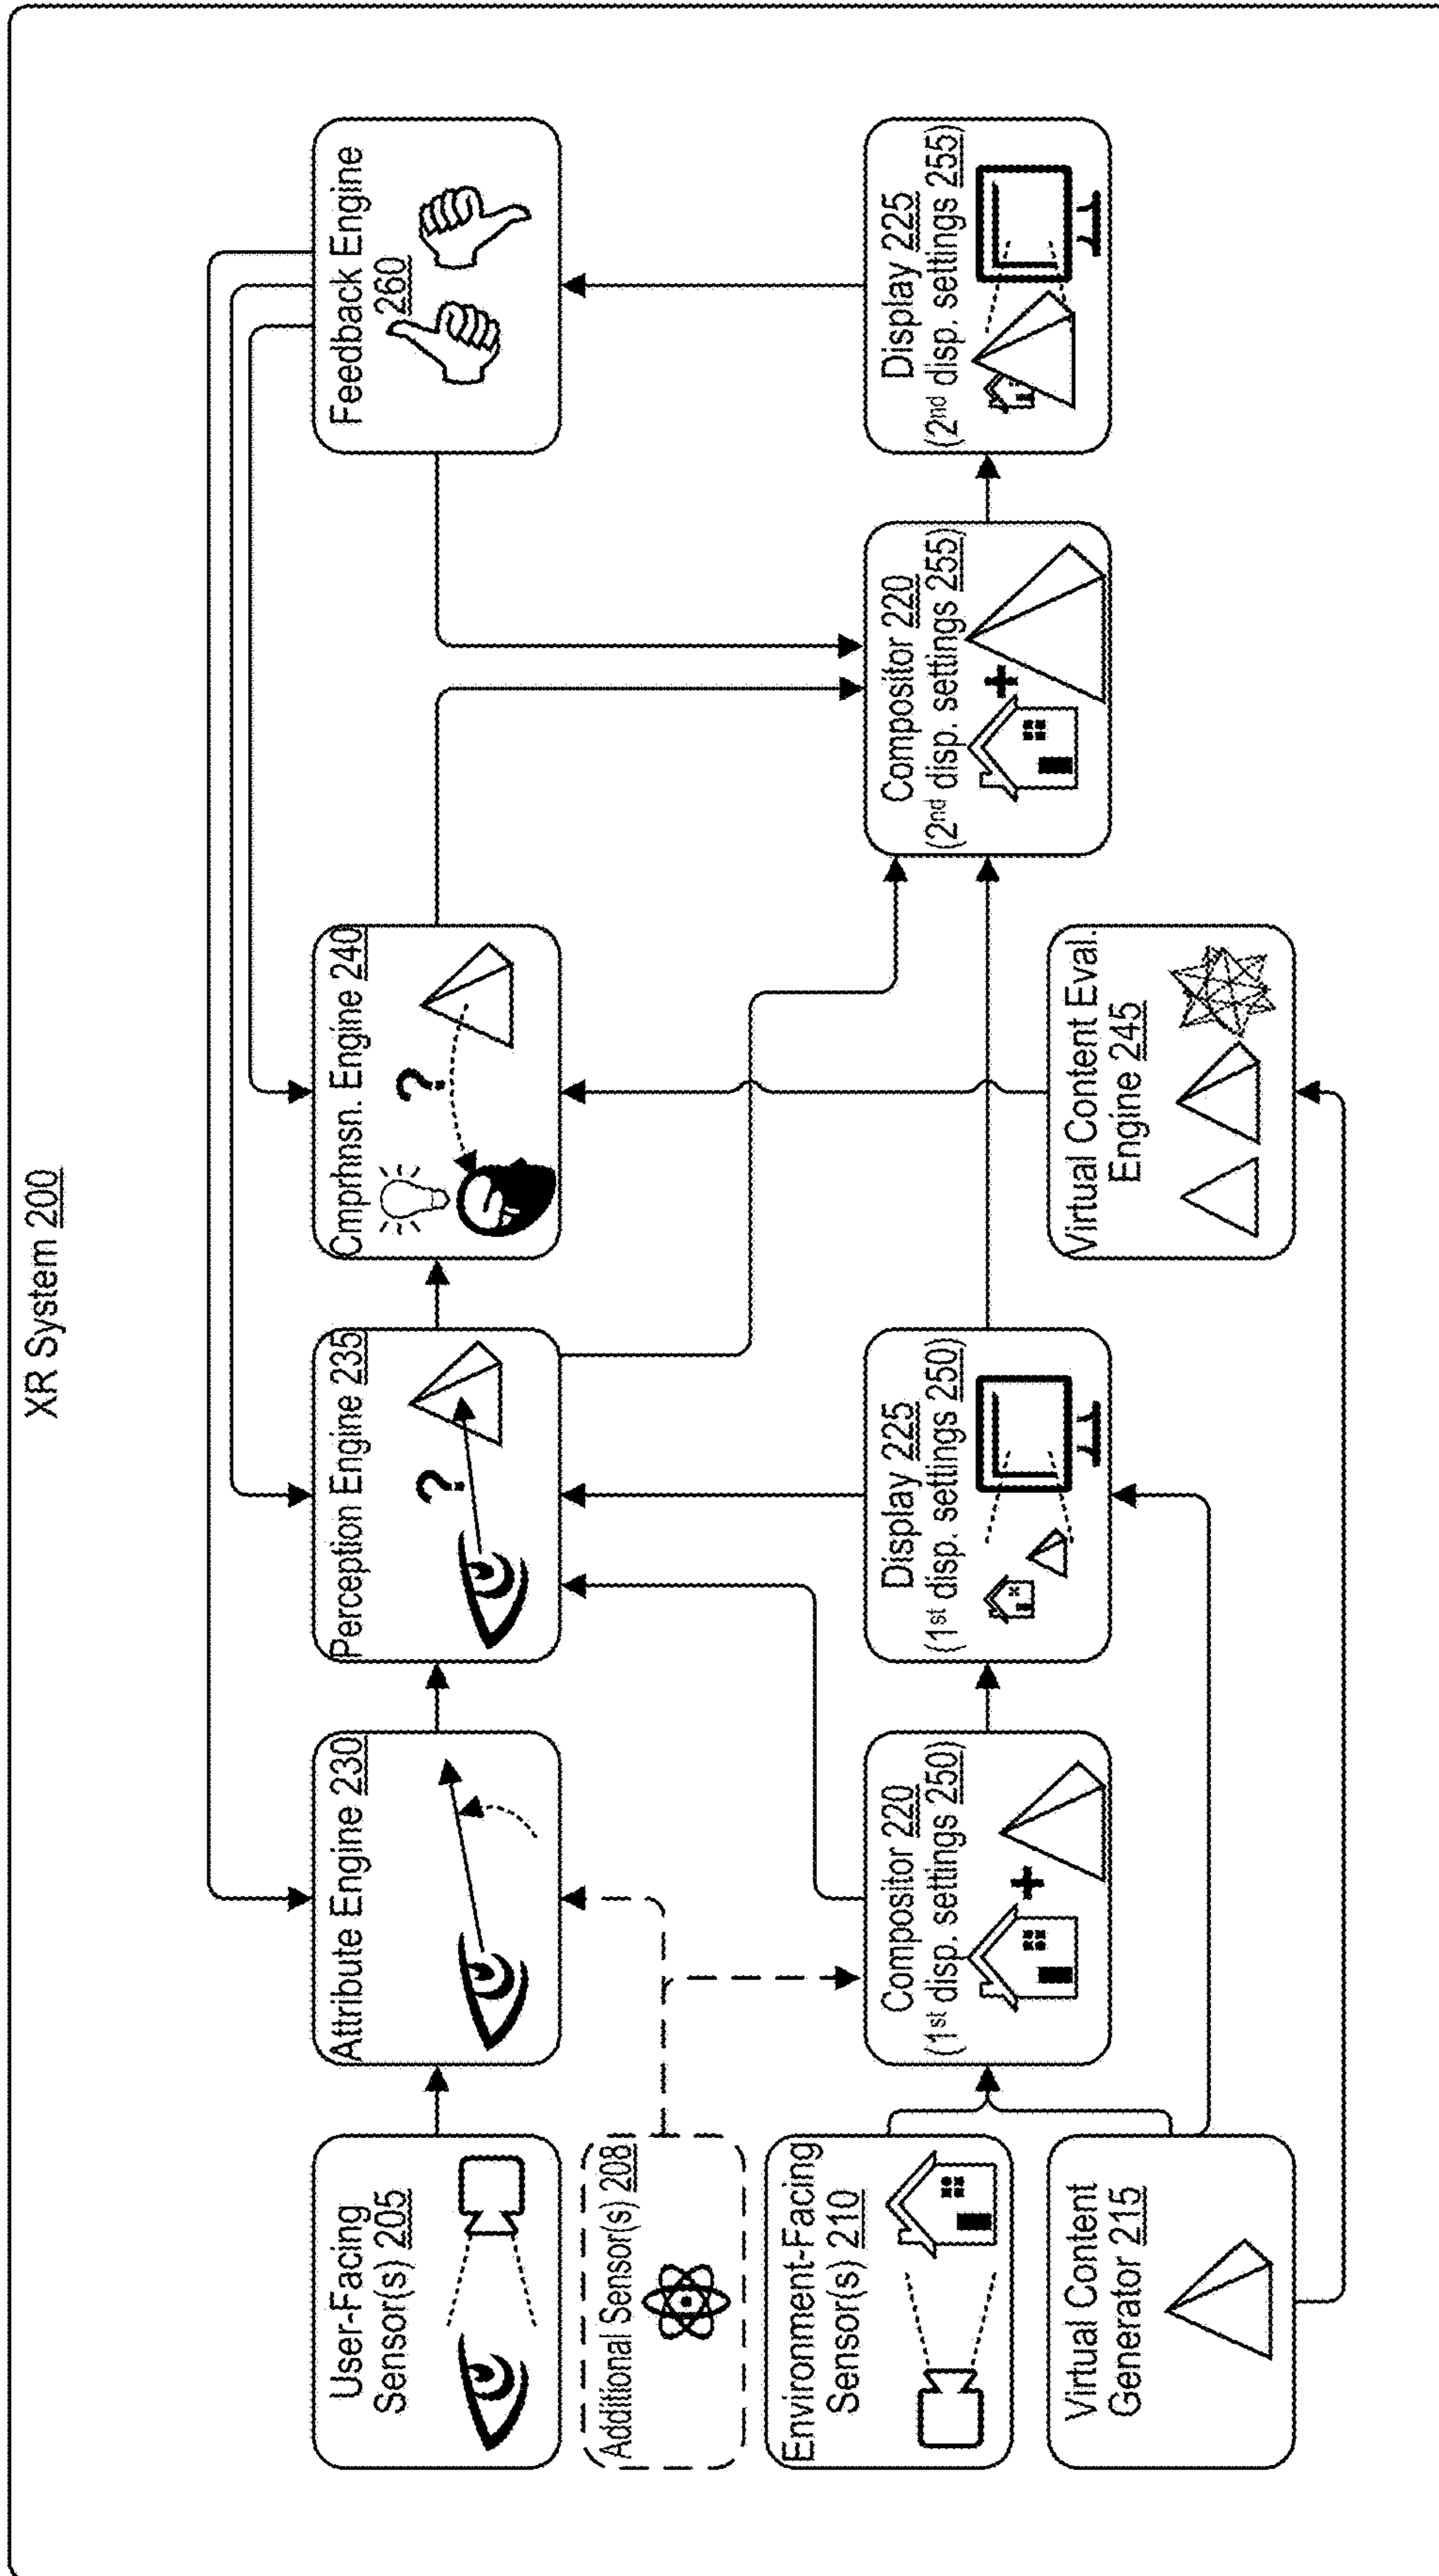 XR System 200
User-Facing
Sensor(s) 205
Attribute Engine 230
Perception Engine 235
?
Cmprhnsn. Engine 240
?
Feedback Engine
260
Additional Sensor(s) 208
Environment-Facing
Sensor(s) 210
Compositor 220
(1st disp. settings 250)
+
Display 225
(1st disp. settings 250)
Compositor 220
(2nd disp. settings 255)
+
Display 225
(2nd disp. settings 255)
Virtual Content
Generator 215
Virtual Content Eval.
Engine 245